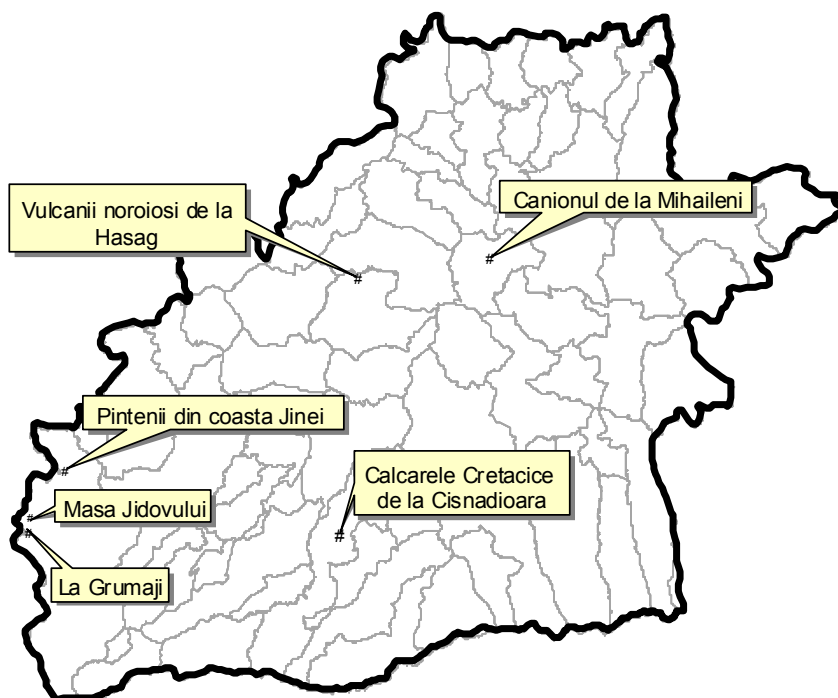 Vulcanii noroiosi de la
Hasag
Canionul de la Mihaileni
#
#
Pintenii din coasta Jinei
#
Calcarele Cretacice
de la Cisnadioara
Masa Jidovului
#
#
#
La Grumaji